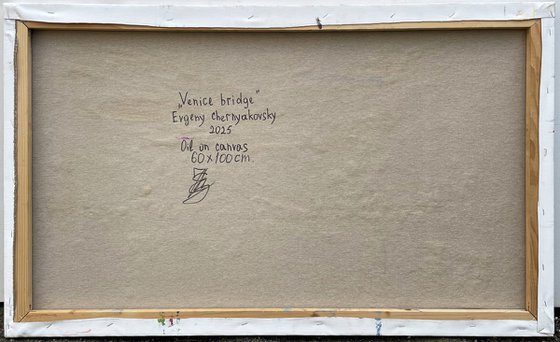 „Venice bridge“
Evgeny Chernyakovsky
2025
Oil on canvas
60x100cm.